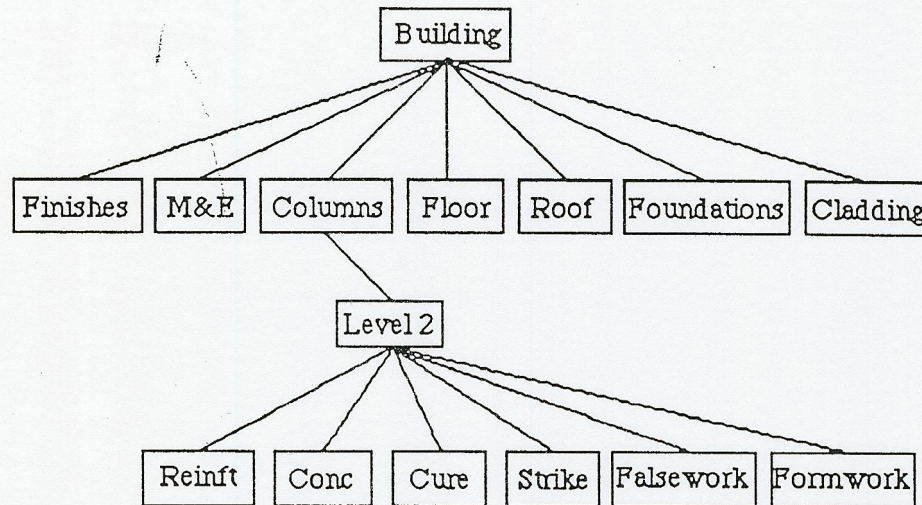 Building
Finishes M&E Columns Floor Roof Foundations Cladding
Level 2
Reinft Conc Cure Strike Falsework Formwork